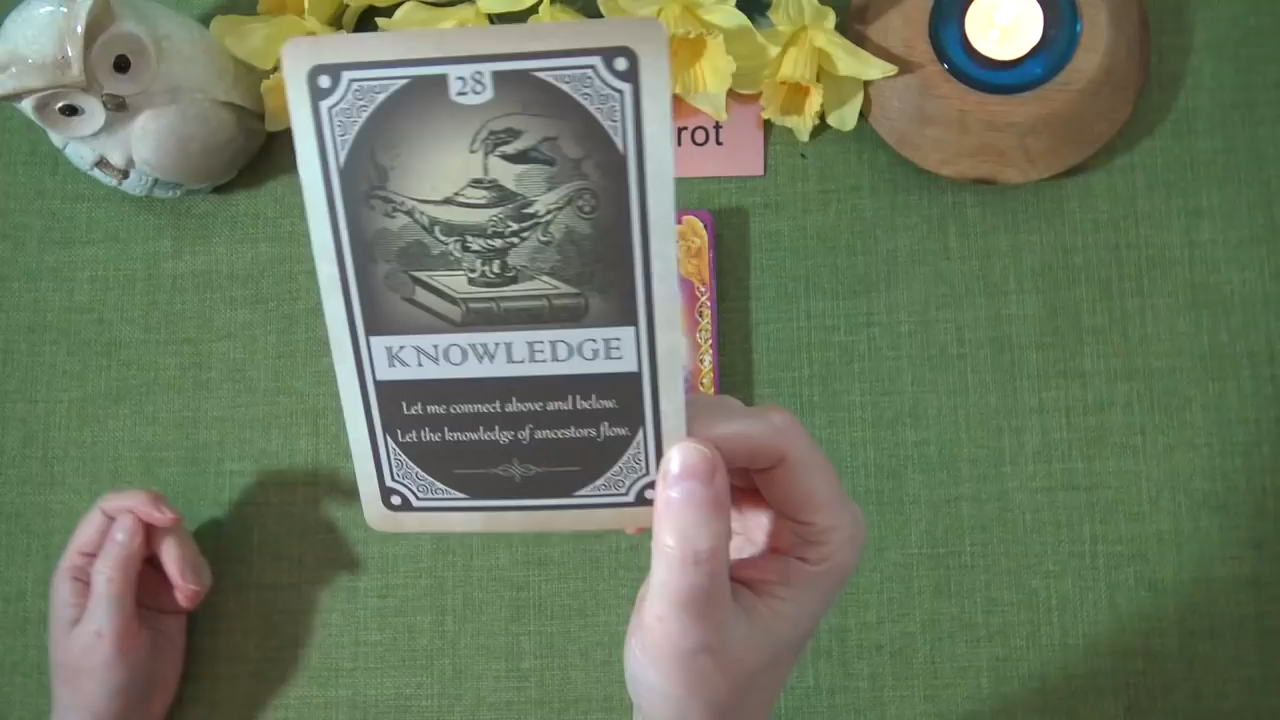 28
rot
KNOWLEDGE
Let me connect above and below.
Let the knowledge of ancestors flow.